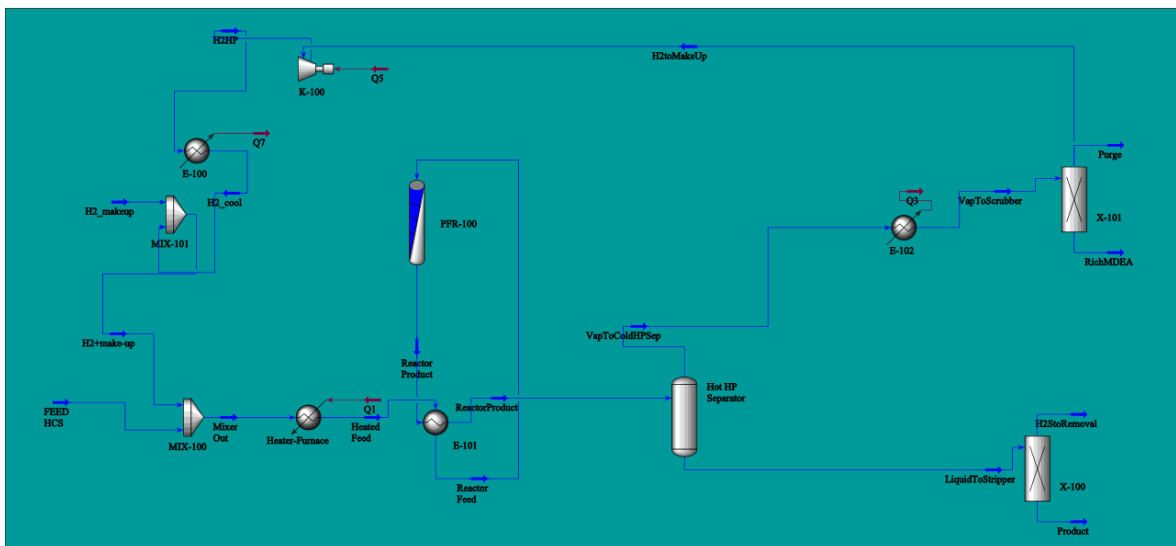 H2HP
H2toMakeUp
Q5
K-100
Q7
Purge
E-100
H2_cool
Q3
VapToScrubber
H2_makeup
PFR-100
X-101
MIX-101
E-102
RichMDEA
VapToColdHPSep
H2+make-up
Reactor
Product
Hot HP
Separator
FEED
HCS
Q1
ReactorProduct
H2StoRemoval
Mixer
Out
Heater-Furnace
Heated
Feed
MIX-100
E-101
LiquidToStripper
X-100
Reactor
Feed
Product